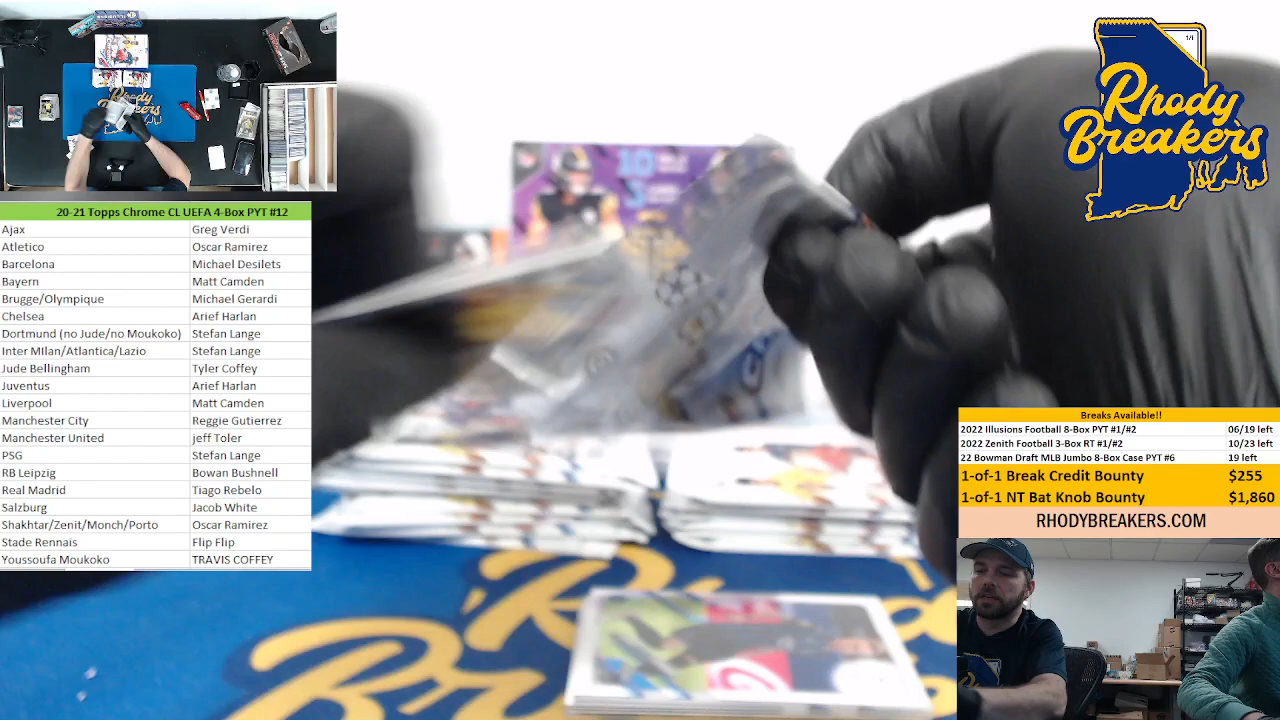 Rhody
Breakers
1/1
20-21 Topps Chrome CL UEFA 4-Box PYT #12
Ajax Greg Verdi
Atletico Oscar Ramirez
Barcelona Michael Desilets
Bayern Matt Camden
Brugge/Olympique Michael Gerardi
Chelsea Arief Harlan
Dortmund (no Jude/no Moukoko) Stefan Lange
Inter MIlan/Atlantica/Lazio Stefan Lange
Jude Bellingham Tyler Coffey
Juventus Arief Harlan
Liverpool Matt Camden
Manchester City Reggie Gutierrez
Manchester United jeff Toler
PSG Stefan Lange
RB Leipzig Bowan Bushnell
Real Madrid Tiago Rebelo
Salzburg Jacob White
Shakhtar/Zenit/Monch/Porto Oscar Ramirez
Stade Rennais Flip Flip
Youssoufa Moukoko TRAVIS COFFEY
10
3
Rhody
Breakers
Breaks Available!!
2022 Illusions Football 8-Box PYT #1/#2 06/19 left
2022 Zenith Football 3-Box RT #1/#2 10/23 left
22 Bowman Draft MLB Jumbo 8-Box Case PYT #6 19 left
1-of-1 Break Credit Bounty $255
1-of-1 NT Bat Knob Bounty $1,860
RHODYBREAKERS.COM